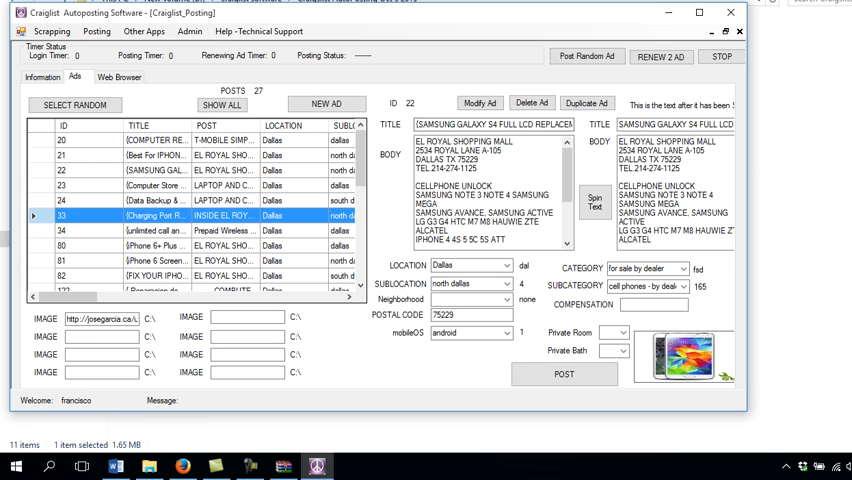 Craiglist Autoposting Software - [Craiglist_Posting]
Scrapping Posting Other Apps Admin Help -Technical Support
Timer Status
Login Timer: 0 Posting Timer: 0 Renewing Ad Timer: 0 Posting Status: ------
Post Random Ad RENEW 2 AD STOP
Information Ads Web Browser
POSTS 27
SELECT RANDOM SHOW ALL NEW AD
ID 22 Modify Ad Delete Ad Duplicate Ad This is the text after it has been
ID TITLE POST LOCATION SUBLO
20 {COMPUTER RE... T-MOBILE SIMP... Dallas dallas
21 {Best For IPHON... EL ROYAL SHO... Dallas north da
22 {SAMSUNG GAL... EL ROYAL SHO... Dallas north da
23 {Computer Store ... LAPTOP AND C... Dallas dallas
24 {Data Backup & ... LAPTOP AND C... Dallas south d
33 {Charging Port R... INSIDE EL ROY... Dallas north da
34 {unlimited call an... Prepaid Wireless ... Dallas dallas
80 {iPhone 6+ Plus ... EL ROYAL SHO... Dallas dallas
81 {iPhone 6 Screen... EL ROYAL SHO... Dallas north da
82 {FIX YOUR IPHO... EL ROYAL SHO... Dallas south d
TITLE {SAMSUNG GALAXY S4 FULL LCD REPLACEM
BODY
EL ROYAL SHOPPING MALL
2534 ROYAL LANE A-105
DALLAS TX 75229
TEL.214-274-1125
CELLPHONE UNLOCK
SAMSUNG NOTE 3 NOTE 4 SAMSUNG
MEGA
SAMSUNG AVANCE, SAMSUNG ACTIVE
LG G3 G4 HTC M7 M8 HAUWIE ZTE
ALCATEL
IPHONE 4 4S 5 5C 5S ATT
Spin
Text
TITLE SAMSUNG GALAXY S4 FULL LCD
BODY
EL ROYAL SHOPPING MALL
2534 ROYAL LANE A-105
DALLAS TX 75229
TEL.214-274-1125
CELLPHONE UNLOCK
SAMSUNG NOTE 3 NOTE 4
SAMSUNG MEGA
SAMSUNG AVANCE, SAMSUNG
ACTIVE
LG G3 G4 HTC M7 M8 HAUWIE
ZTE
ALCATEL
LOCATION Dallas dal
SUBLOCATION north dallas 4
Neighborhood none
POSTAL CODE 75229
mobileOS android 1
CATEGORY for sale by dealer fsd
SUBCATEGORY cell phones - by deale 165
COMPENSATION
Private Room
Private Bath
POST
IMAGE http://josegarcia.ca/u C:\ IMAGE C:\
IMAGE C:\ IMAGE C:\
IMAGE C:\ IMAGE C:\
IMAGE C:\ IMAGE C:\
Welcome: francisco Message:
11 items 1 item selected 1.65 MB